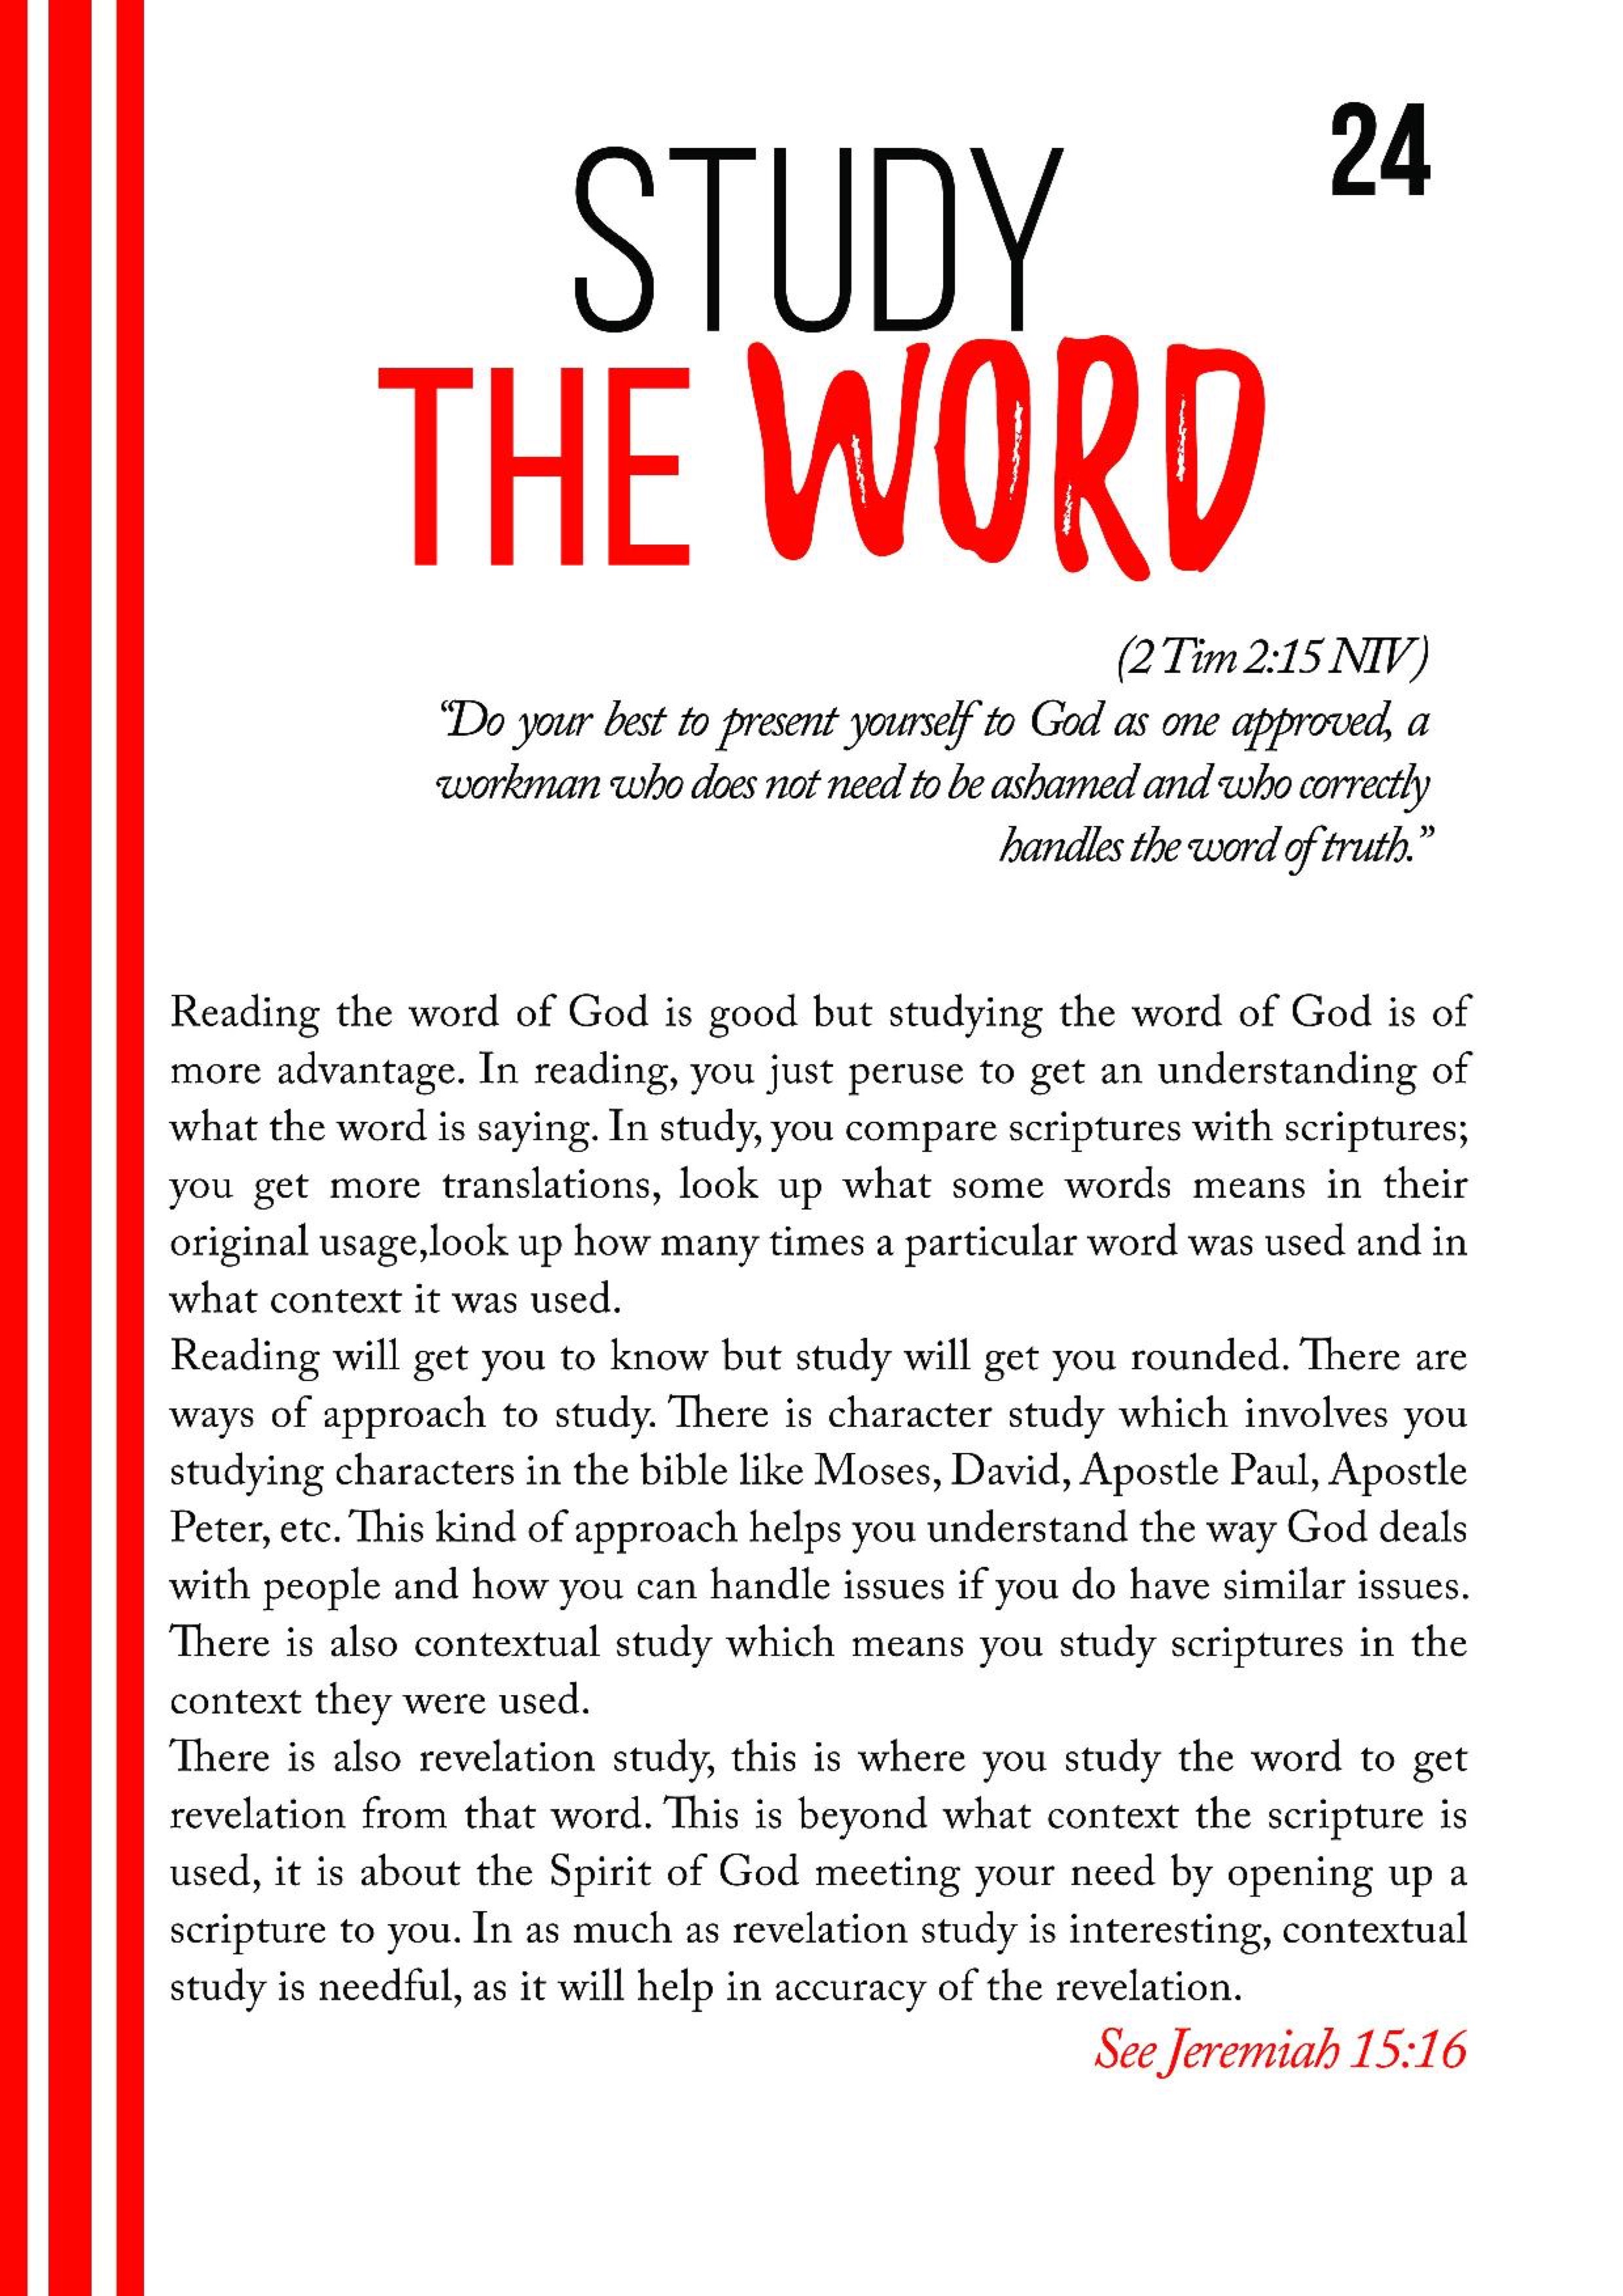 24
STUDY
THE WORD
(2 Tim 2:15 NIV)
“Do your best to present yourself to God as one approved, a
workman who does not need to be ashamed and who correctly
handles the word of truth.”
Reading the word of God is good but studying the word of God is of
more advantage. In reading, you just peruse to get an understanding of
what the word is saying. In study, you compare scriptures with scriptures;
you get more translations, look up what some words means in their
original usage,look up how many times a particular word was used and in
what context it was used.
Reading will get you to know but study will get you rounded. There are
ways of approach to study. There is character study which involves you
studying characters in the bible like Moses, David, Apostle Paul, Apostle
Peter, etc. This kind of approach helps you understand the way God deals
with people and how you can handle issues if you do have similar issues.
There is also contextual study which means you study scriptures in the
context they were used.
There is also revelation study, this is where you study the word to get
revelation from that word. This is beyond what context the scripture is
used, it is about the Spirit of God meeting your need by opening up a
scripture to you. In as much as revelation study is interesting, contextual
study is needful, as it will help in accuracy of the revelation.
See Jeremiah 15:16